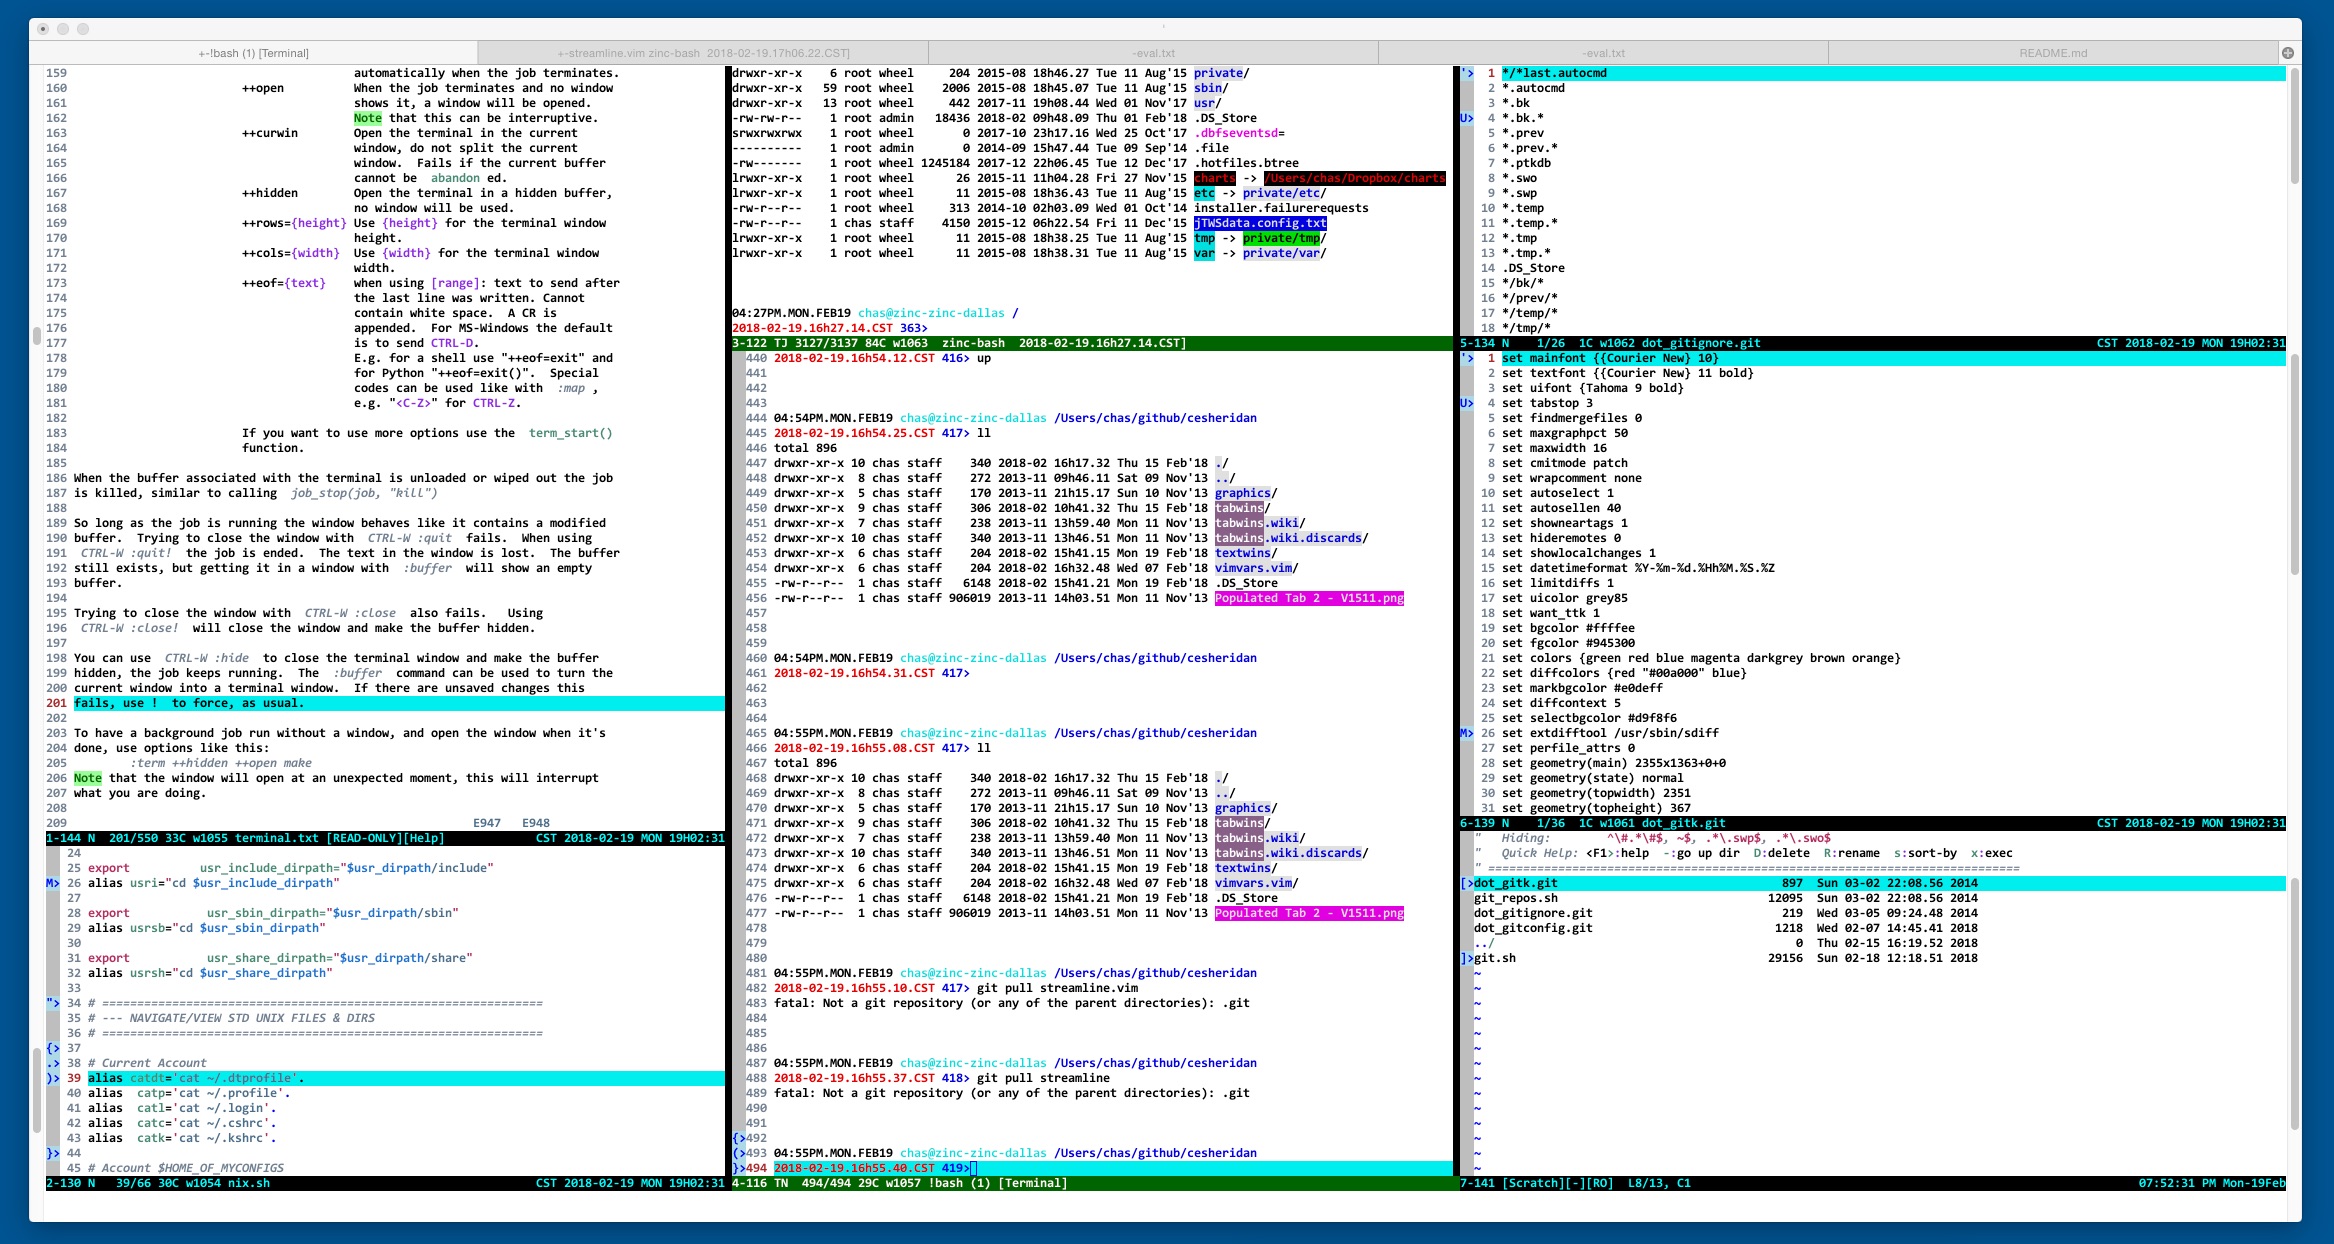 +-!bash (1) [Terminal]
+-streamline.vim zinc-bash  2018-02-19.17h06.22.CST]
-eval.txt
-eval.txt
README.md
159 automatically when the job terminates.
160 ++open When the job terminates and no window
161 shows it, a window will be opened.
162 Note that this can be interruptive.
163 ++curwin Open the terminal in the current
164 window, do not split the current
165 window.  Fails if the current buffer
166 cannot be  abandon ed.
167 ++hidden Open the terminal in a hidden buffer,
168 no window will be used.
169 ++rows={height} Use {height} for the terminal window
170 height.
171 ++cols={width} Use {width} for the terminal window
172 width.
173 ++eof={text} when using [range]: text to send after
174 the last line was written. Cannot
175 contain white space.  A CR is
176 appended.  For MS-Windows the default
177 is to send CTRL-D.
178 E.g. for a shell use "++eof=exit" and
179 for Python "++eof=exit()".  Special
180 codes can be used like with  :map ,
181 e.g. "<C-Z>" for CTRL-Z.
182
183 If you want to use more options use the  term_start()
184 function.
185
186 When the buffer associated with the terminal is unloaded or wiped out the job
187 is killed, similar to calling  job_stop(job, "kill")
188
189 So long as the job is running the window behaves like it contains a modified
190 buffer.  Trying to close the window with  CTRL-W :quit  fails.  When using
191  CTRL-W :quit!  the job is ended.  The text in the window is lost.  The buffer
192 still exists, but getting it in a window with  :buffer  will show an empty
193 buffer.
194
195 Trying to close the window with  CTRL-W :close  also fails.   Using
196  CTRL-W :close!  will close the window and make the buffer hidden.
197
198 You can use  CTRL-W :hide  to close the terminal window and make the buffer
199 hidden, the job keeps running.  The  :buffer  command can be used to turn the
200 current window into a terminal window.  If there are unsaved changes this
201 fails, use !  to force, as usual.
202
203 To have a background job run without a window, and open the window when it's
204 done, use options like this:
205         :term ++hidden ++open make
206 Note that the window will open at an unexpected moment, this will interrupt
207 what you are doing.
208
209 E947   E948
1-144 N  201/550 33C w1055 terminal.txt [READ-ONLY][Help] CST 2018-02-19 MON 19H02:31
24
25 export          usr_include_dirpath="$usr_dirpath/include"
M> 26 alias usri="cd $usr_include_dirpath"
27
28 export           usr_sbin_dirpath="$usr_dirpath/sbin"
29 alias usrsb="cd $usr_sbin_dirpath"
30
31 export           usr_share_dirpath="$usr_dirpath/share"
32 alias usrsh="cd $usr_share_dirpath"
33
"> 34 # ===============================================================
35 # --- NAVIGATE/VIEW STD UNIX FILES & DIRS
36 # ===============================================================
{> 37
.> 38 # Current Account
)> 39 alias catdt='cat ~/.dtprofile'.
40 alias  catp='cat ~/.profile'.
41 alias  catl='cat ~/.login'.
42 alias  catc='cat ~/.cshrc'.
43 alias  catk='cat ~/.kshrc'.
}> 44
45 # Account $HOME_OF_MYCONFIGS
2-130 N   39/66 30C w1054 nix.sh CST 2018-02-19 MON 19H02:31
drwxr-xr-x   6 root wheel     204 2015-08 18h46.27 Tue 11 Aug'15 private/
drwxr-xr-x  59 root wheel    2006 2015-08 18h45.07 Tue 11 Aug'15 sbin/
drwxr-xr-x  13 root wheel     442 2017-11 19h08.44 Wed 01 Nov'17 usr/
-rw-rw-r--   1 root admin   18436 2018-02 09h48.09 Thu 01 Feb'18 .DS_Store
srwxrwxrwx   1 root wheel       0 2017-10 23h17.16 Wed 25 Oct'17 .dbfseventsd=
----------   1 root admin       0 2014-09 15h47.44 Tue 09 Sep'14 .file
-rw-------   1 root wheel 1245184 2017-12 22h06.45 Tue 12 Dec'17 .hotfiles.btree
lrwxr-xr-x   1 root wheel      26 2015-11 11h04.28 Fri 27 Nov'15 charts -> /Users/chas/Dropbox/charts
lrwxr-xr-x   1 root wheel      11 2015-08 18h36.43 Tue 11 Aug'15 etc -> private/etc/
-rw-r--r--   1 root wheel     313 2014-10 02h03.09 Wed 01 Oct'14 installer.failurerequests
-rw-r--r--   1 chas staff    4150 2015-12 06h22.54 Fri 11 Dec'15 jTWSdata.config.txt
lrwxr-xr-x   1 root wheel      11 2015-08 18h38.25 Tue 11 Aug'15 tmp -> private/tmp/
lrwxr-xr-x   1 root wheel      11 2015-08 18h38.31 Tue 11 Aug'15 var -> private/var/
04:27PM.MON.FEB19 chas@zinc-zinc-dallas /
2018-02-19.16h27.14.CST 363>
3-122 TJ 3127/3137 84C w1063  zinc-bash  2018-02-19.16h27.14.CST]
440 2018-02-19.16h54.12.CST 416> up
441
442
443
444 04:54PM.MON.FEB19 chas@zinc-zinc-dallas /Users/chas/github/cesheridan
445 2018-02-19.16h54.25.CST 417> ll
446 total 896
447 drwxr-xr-x 10 chas staff    340 2018-02 16h17.32 Thu 15 Feb'18 ./
448 drwxr-xr-x  8 chas staff    272 2013-11 09h46.11 Sat 09 Nov'13 ../
449 drwxr-xr-x  5 chas staff    170 2013-11 21h15.17 Sun 10 Nov'13 graphics/
450 drwxr-xr-x  9 chas staff    306 2018-02 10h41.32 Thu 15 Feb'18 tabwins/
451 drwxr-xr-x  7 chas staff    238 2013-11 13h59.40 Mon 11 Nov'13 tabwins.wiki/
452 drwxr-xr-x 10 chas staff    340 2013-11 13h46.51 Mon 11 Nov'13 tabwins.wiki.discards/
453 drwxr-xr-x  6 chas staff    204 2018-02 15h41.15 Mon 19 Feb'18 textwins/
454 drwxr-xr-x  6 chas staff    204 2018-02 16h32.48 Wed 07 Feb'18 vimvars.vim/
455 -rw-r--r--  1 chas staff   6148 2018-02 15h41.21 Mon 19 Feb'18 .DS_Store
456 -rw-r--r--  1 chas staff 906019 2013-11 14h03.51 Mon 11 Nov'13 Populated Tab 2 - V1511.png
457
458
459
460 04:54PM.MON.FEB19 chas@zinc-zinc-dallas /Users/chas/github/cesheridan
461 2018-02-19.16h54.31.CST 417>
462
463
464
465 04:55PM.MON.FEB19 chas@zinc-zinc-dallas /Users/chas/github/cesheridan
466 2018-02-19.16h55.08.CST 417> ll
467 total 896
468 drwxr-xr-x 10 chas staff    340 2018-02 16h17.32 Thu 15 Feb'18 ./
469 drwxr-xr-x  8 chas staff    272 2013-11 09h46.11 Sat 09 Nov'13 ../
470 drwxr-xr-x  5 chas staff    170 2013-11 21h15.17 Sun 10 Nov'13 graphics/
471 drwxr-xr-x  9 chas staff    306 2018-02 10h41.32 Thu 15 Feb'18 tabwins/
472 drwxr-xr-x  7 chas staff    238 2013-11 13h59.40 Mon 11 Nov'13 tabwins.wiki/
473 drwxr-xr-x 10 chas staff    340 2013-11 13h46.51 Mon 11 Nov'13 tabwins.wiki.discards/
474 drwxr-xr-x  6 chas staff    204 2018-02 15h41.15 Mon 19 Feb'18 textwins/
475 drwxr-xr-x  6 chas staff    204 2018-02 16h32.48 Wed 07 Feb'18 vimvars.vim/
476 -rw-r--r--  1 chas staff   6148 2018-02 15h41.21 Mon 19 Feb'18 .DS_Store
477 -rw-r--r--  1 chas staff 906019 2013-11 14h03.51 Mon 11 Nov'13 Populated Tab 2 - V1511.png
478
479
480
481 04:55PM.MON.FEB19 chas@zinc-zinc-dallas /Users/chas/github/cesheridan
482 2018-02-19.16h55.10.CST 417> git pull streamline.vim
483 fatal: Not a git repository (or any of the parent directories): .git
484
485
486
487 04:55PM.MON.FEB19 chas@zinc-zinc-dallas /Users/chas/github/cesheridan
488 2018-02-19.16h55.37.CST 418> git pull streamline
489 fatal: Not a git repository (or any of the parent directories): .git
490
491
{>492
(>493 04:55PM.MON.FEB19 chas@zinc-zinc-dallas /Users/chas/github/cesheridan
}>494 2018-02-19.16h55.40.CST 419>
4-116 TN  494/494 29C w1057 !bash (1) [Terminal]
'> 1 */*last.autocmd
2 *.autocmd
3 *.bk
U> 4 *.bk.*
5 *.prev
6 *.prev.*
7 *.ptkdb
8 *.swo
9 *.swp
10 *.temp
11 *.temp.*
12 *.tmp
13 *.tmp.*
14 .DS_Store
15 */bk/*
16 */prev/*
17 */temp/*
18 */tmp/*
5-134 N    1/26  1C w1062 dot_gitignore.git CST 2018-02-19 MON 19H02:31
'> 1 set mainfont {{Courier New} 10}
2 set textfont {{Courier New} 11 bold}
3 set uifont {Tahoma 9 bold}
U> 4 set tabstop 3
5 set findmergefiles 0
6 set maxgraphpct 50
7 set maxwidth 16
8 set cmitmode patch
9 set wrapcomment none
10 set autoselect 1
11 set autosellen 40
12 set showneartags 1
13 set hideremotes 0
14 set showlocalchanges 1
15 set datetimeformat %Y-%m-%d.%Hh%M.%S.%Z
16 set limitdiffs 1
17 set uicolor grey85
18 set want_ttk 1
19 set bgcolor #ffffee
20 set fgcolor #945300
21 set colors {green red blue magenta darkgrey brown orange}
22 set diffcolors {red "#00a000" blue}
23 set markbgcolor #e0deff
24 set diffcontext 5
25 set selectbgcolor #d9f8f6
M> 26 set extdifftool /usr/sbin/sdiff
27 set perfile_attrs 0
28 set geometry(main) 2355x1363+0+0
29 set geometry(state) normal
30 set geometry(topwidth) 2351
31 set geometry(topheight) 367
6-139 N    1/36  1C w1061 dot_gitk.git CST 2018-02-19 MON 19H02:31
"   Hiding:        ^\#.*\#$, ~$, .*\.swp$, .*\.swo$
"   Quick Help: <F1>:help  -:go up dir  D:delete  R:rename  s:sort-by  x:exec
" ============================================================================
[>dot_gitk.git 897  Sun 03-02 22:08.56 2014
git_repos.sh 12095  Sun 03-02 22:08.56 2014
dot_gitignore.git 219  Wed 03-05 09:24.48 2014
dot_gitconfig.git 1218  Wed 02-07 14:45.41 2018
../ 0  Thu 02-15 16:19.52 2018
]>git.sh 29156  Sun 02-18 12:18.51 2018
~
~
~
~
~
~
~
~
~
~
~
~
~
~
7-141 [Scratch][-][RO]  L8/13, C1 07:52:31 PM Mon-19Feb